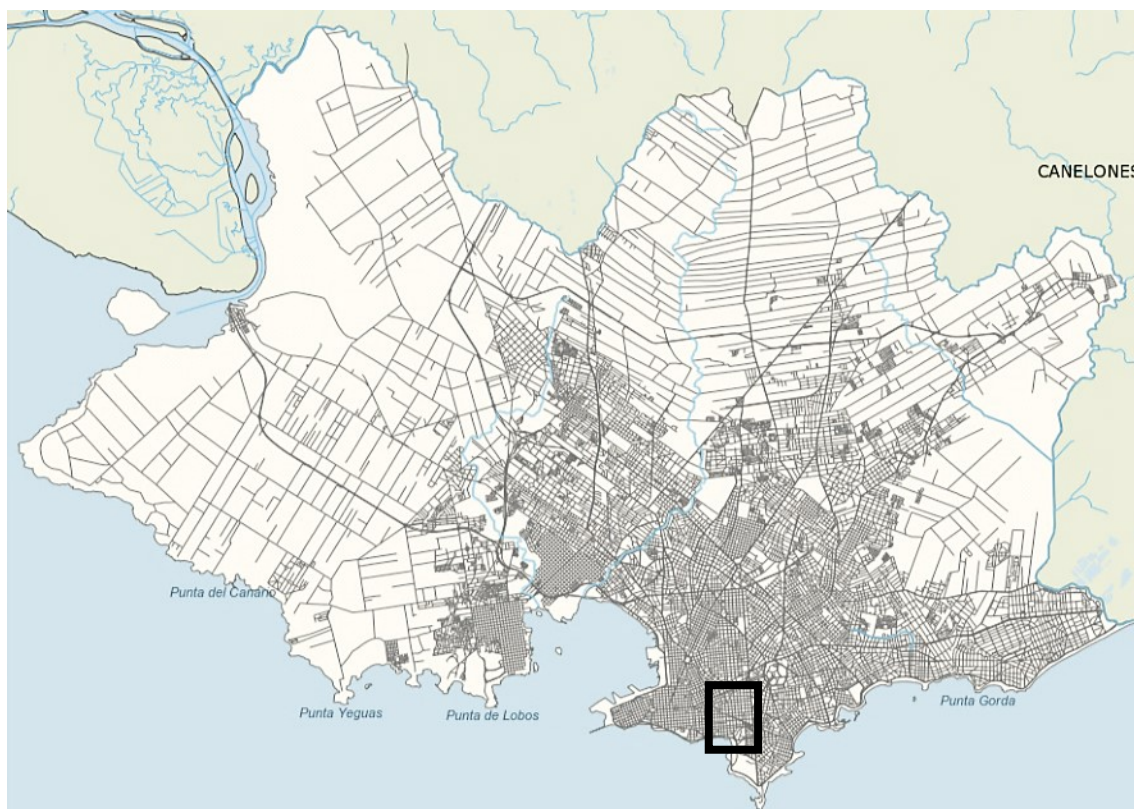 CANELONES
Punta del Canario
Punta Yeguas
Punta de Lobos
Punta Gorda